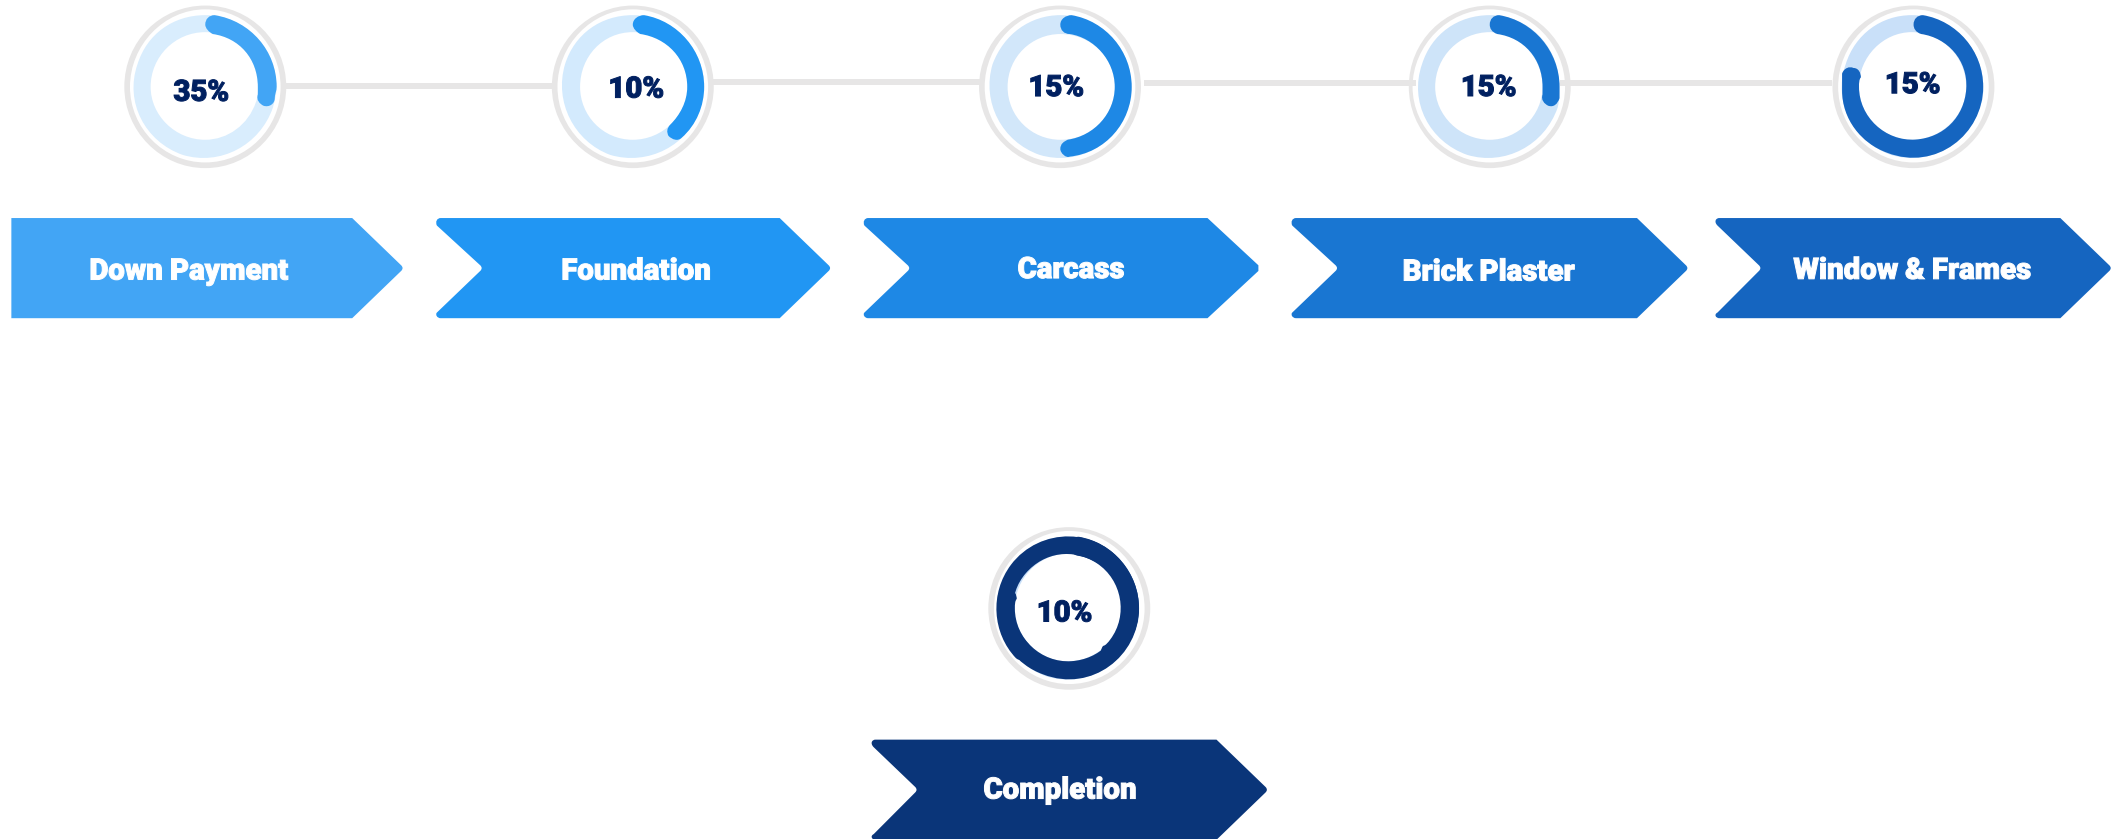 35%
10%
15%
15%
15%
Down Payment
Foundation
Carcass
Brick Plaster
Window & Frames
10%
Completion